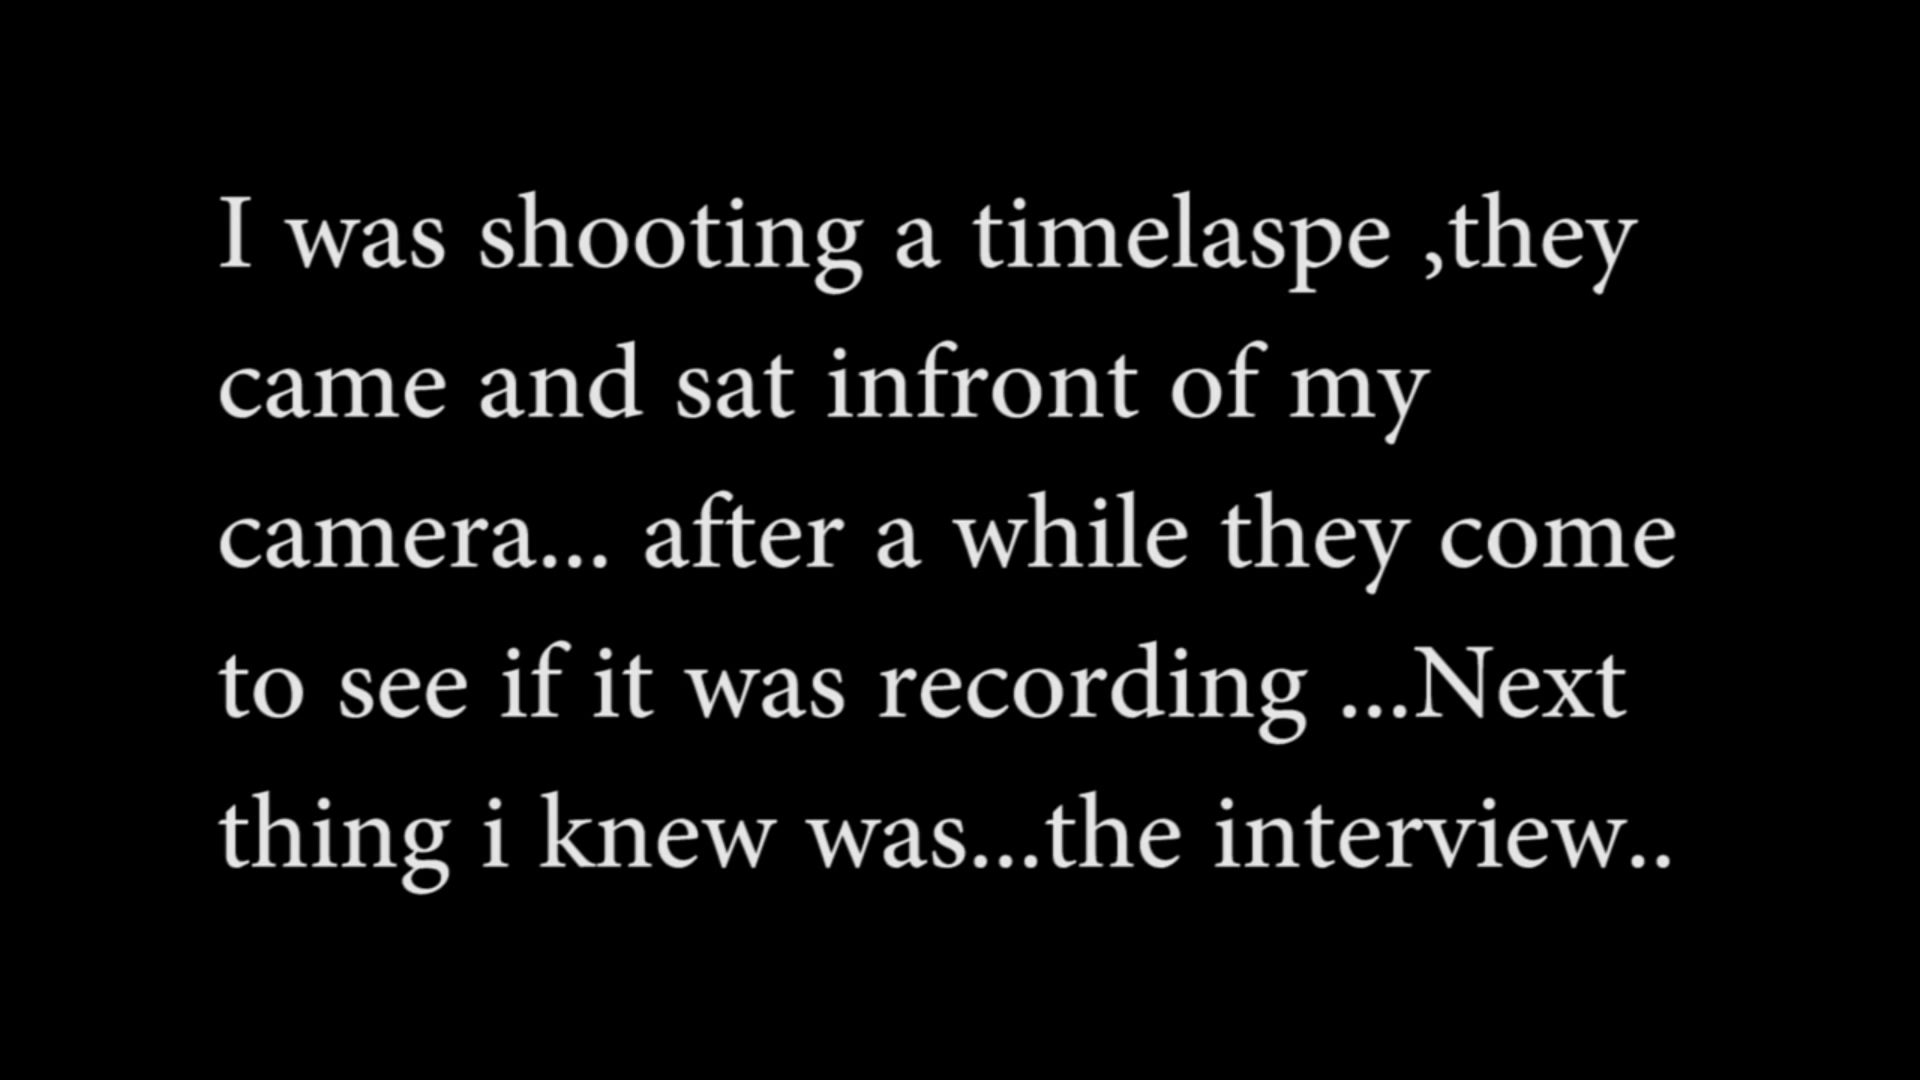 I was shooting a timelaspe ,they
came and sat infront of my
camera... after a while they come
to see if it was recording ...Next
thing i knew was...the interview..